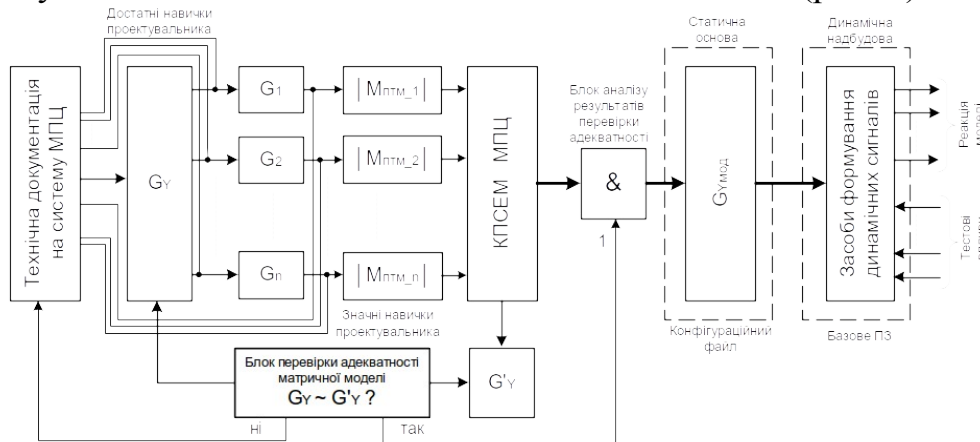 Достатні навички
проектувальника
Технічна документація
на систему МПЦ
GY
G1
G2
Gn
Mптм_1
Mптм_2
Mптм_n
Значні навички
проектувальника
КПСЕМ МПЦ
Блок аналізу
результатів
перевірки
адекватності
&
1
Статична
основа
GYмод
Конфігураційний
файл
Динамічна
надбудова
Засоби формування
динамічних сигналів
Базове ПЗ
Реакція
моделі
Тестові
Блок перевірки адекватності
матричної моделі
GY ~ G'Y ?
ні
так
G'Y